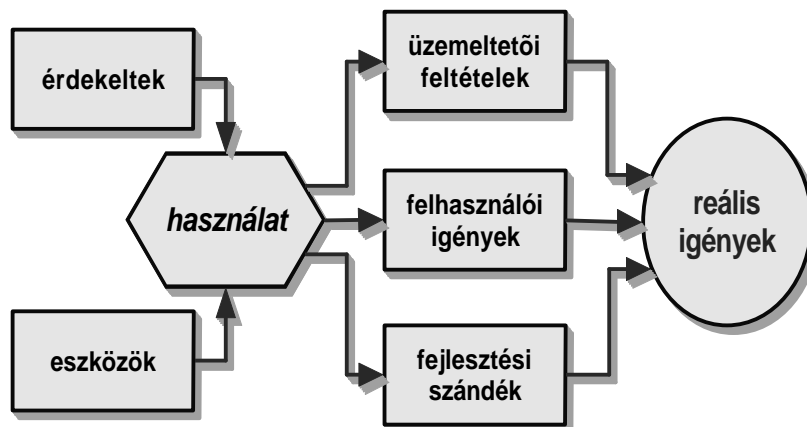 érdekeltek
eszközök
használat
üzemeltetõi
feltételek
felhasználói
igények
fejlesztési
szándék
reális
igények